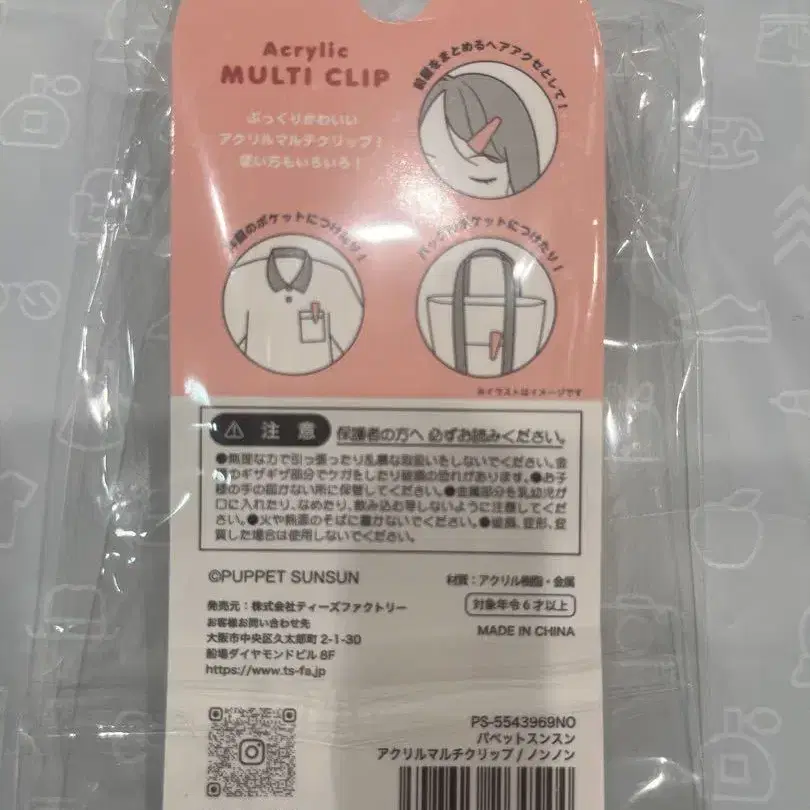 Acrylic
MULTI CLIP
ぷっくりかわいい
アクリルマルチクリップ!
使い方もいろいろ!
前髪をまとめるヘアアクセとして!
洋服のポケットにつけたり!
バッグやポケットにつけたり!
※イラストはイメージです
⚠ 注意 保護者の方へ 必ずお読みください。
●無理な力で引っ張ったり乱暴な取扱いをしないでください。金
具やギザギザ部分でケガをしたり破損の恐れがあります。●お子
様の手の届かない所に保管してください。●金属部分を乳幼児が
口に入れたり、なめたり、飲み込む等しないように注意してくだ
さい。●火や熱源のそばに置かないでください。●破損、変形、変
質した場合は使用しないでください。
©PUPPET SUNSUN
材質:アクリル樹脂・金属
発売元:株式会社ティーズファクトリー
対象年令6才以上
お客様お問い合わせ先
大阪市中央区久太郎町 2-1-30
MADE IN CHINA
船場ダイヤモンドビル 8F
https://www.ts-fa.jp
PS-5543969NO
パペットスンスン
アクリルマルチクリップ / ノンノン